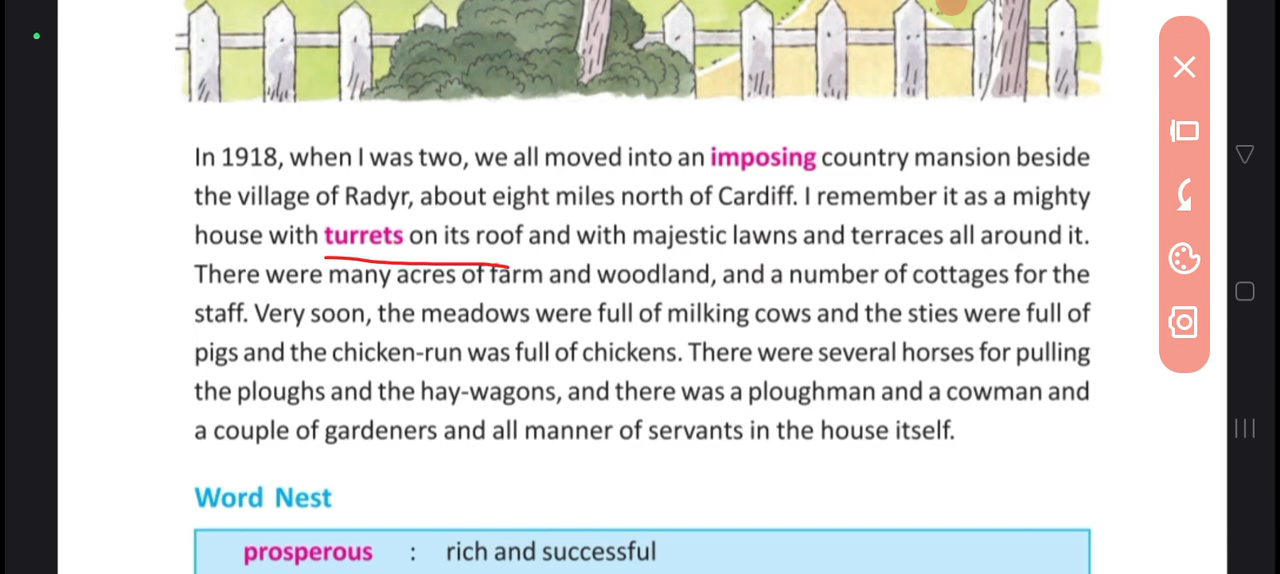 In 1918, when I was two, we all moved into an imposing country mansion beside
the village of Radyr, about eight miles north of Cardiff. I remember it as a mighty
house with turrets on its roof and with majestic lawns and terraces all around it.
There were many acres of farm and woodland, and a number of cottages for the
staff. Very soon, the meadows were full of milking cows and the sties were full of
pigs and the chicken-run was full of chickens. There were several horses for pulling
the ploughs and the hay-wagons, and there was a ploughman and a cowman and
a couple of gardeners and all manner of servants in the house itself.
Word Nest
prosperous : rich and successful